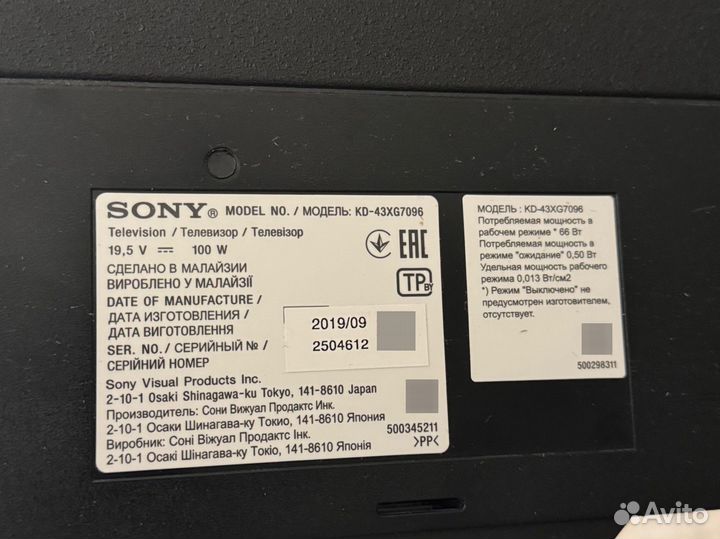 SONY® MODEL NO. / МОДЕЛЬ: KD-43XG7096
Television / Телевизор / Телевізор
19,5 V ⎓ 100 W
СДЕЛАНО В МАЛАЙЗИИ
ВИРОБЛЕНО У МАЛАЙЗІЇ
DATE OF MANUFACTURE /
ДАТА ИЗГОТОВЛЕНИЯ /
ДАТА ВИГОТОВЛЕННЯ
2019/09
SER. NO. / СЕРИЙНЫЙ № /
СЕРІЙНИЙ НОМЕР
2504612
Sony Visual Products Inc.
2-10-1 Osaki Shinagawa-ku Tokyo, 141-8610 Japan
Производитель: Сони Вижуал Продактс Инк.
2-10-1 Осаки Шинагава-ку Токио, 141-8610 Япония
Виробник: Соні Віжуал Продактс Інк.
2-10-1 Осакі Шінагава-ку Токіо, 141-8610 Японія
EAC
TP BY
500345211
>PP<
МОДЕЛЬ : KD-43XG7096
Потребляемая мощность в
рабочем режиме * 66 Вт
Потребляемая мощность в
режиме "ожидание" 0,50 Вт
Удельная мощность рабочего
режима 0,013 Вт/см2
*) Режим "Выключено" не
предусмотрен изготовителем,
отсутствует.
500298311
Avito